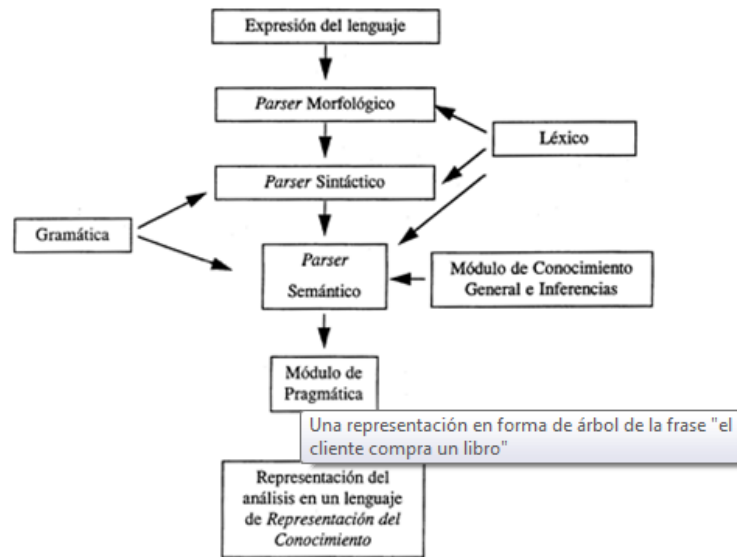 Expresión del lenguaje
Parser Morfológico
Léxico
Parser Sintáctico
Gramática
Parser
Semántico
Módulo de Conocimiento
General e Inferencias
Módulo de
Pragmática
Una representación en forma de árbol de la frase "el
cliente compra un libro"
Representación del
análisis en un lenguaje
de Representación del
Conocimiento